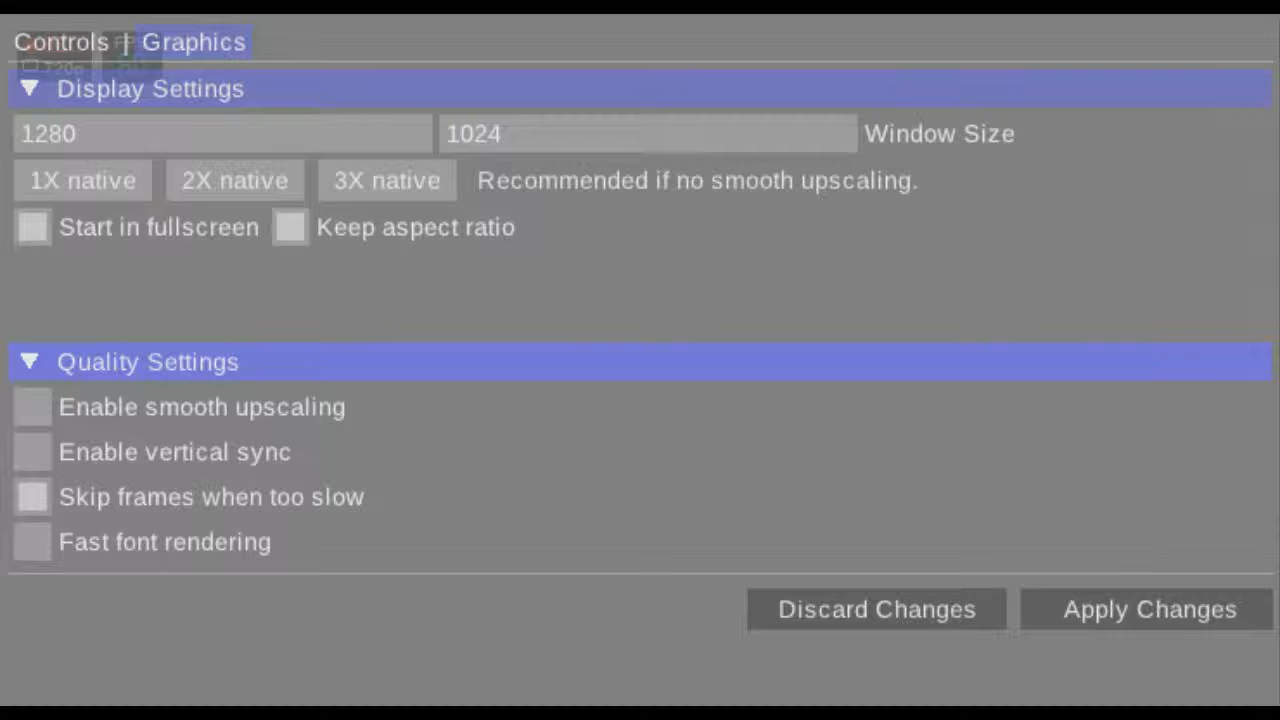 Controls | Graphics
Display Settings
1280 1024 Window Size
1X native 2X native 3X native Recommended if no smooth upscaling.
Start in fullscreen Keep aspect ratio
Quality Settings
Enable smooth upscaling
Enable vertical sync
Skip frames when too slow
Fast font rendering
Discard Changes Apply Changes